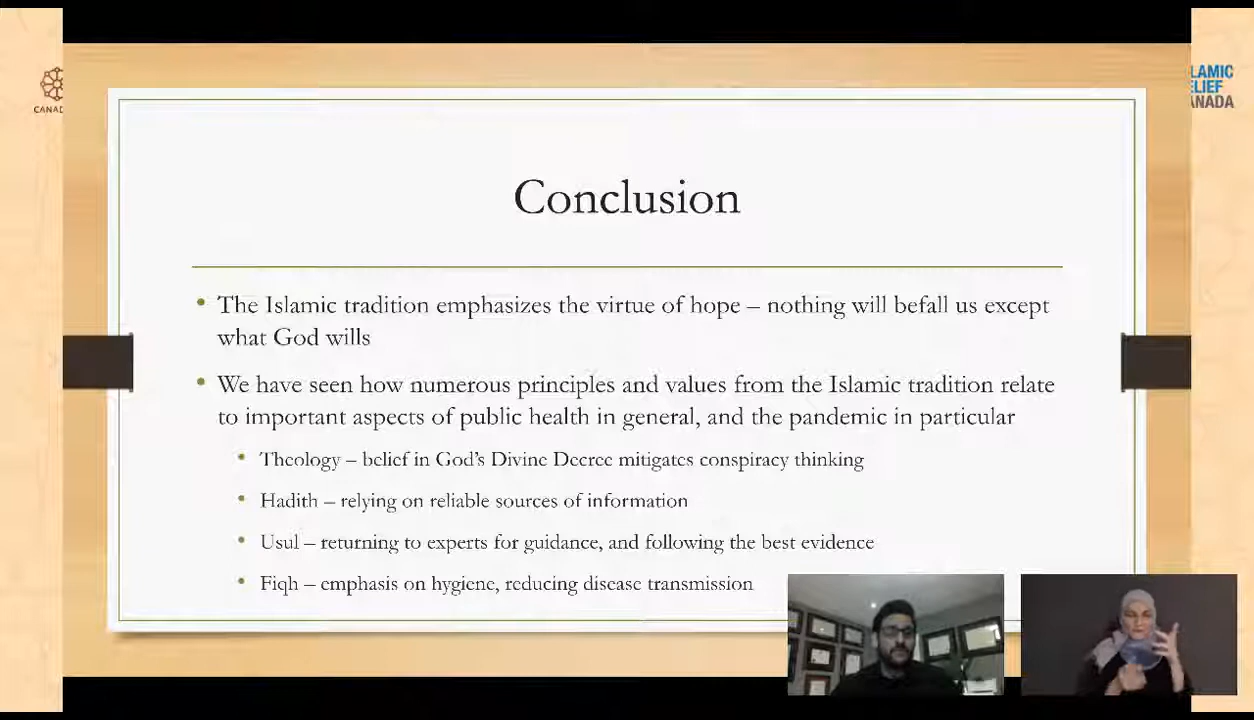 CANAD
LAMIC
ELIEF
ANADA
Conclusion
• The Islamic tradition emphasizes the virtue of hope – nothing will befall us except
what God wills
• We have seen how numerous principles and values from the Islamic tradition relate
to important aspects of public health in general, and the pandemic in particular
• Theology – belief in God's Divine Decree mitigates conspiracy thinking
• Hadith – relying on reliable sources of information
• Usul – returning to experts for guidance, and following the best evidence
• Fiqh – emphasis on hygiene, reducing disease transmission